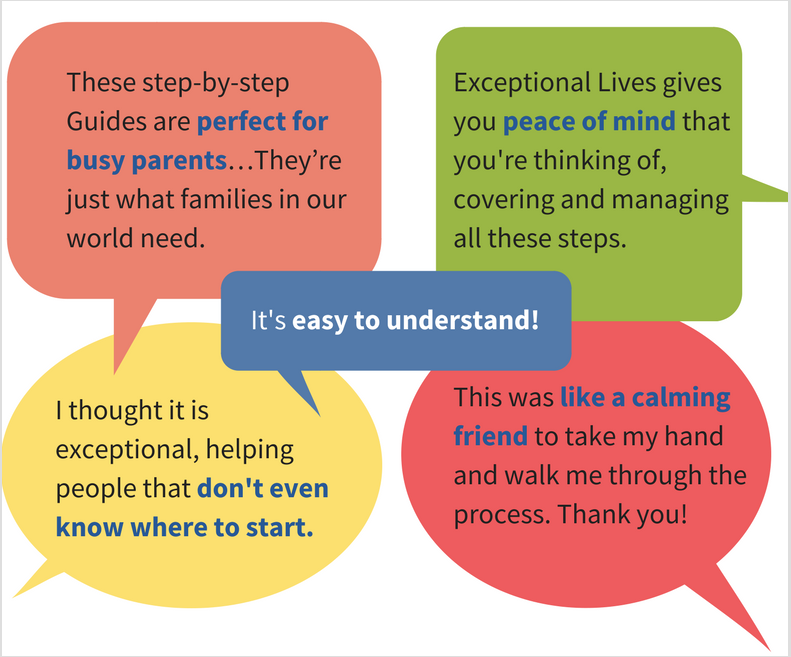 These step-by-step
Guides are perfect for
busy parents…They’re
just what families in our
world need.
Exceptional Lives gives
you peace of mind that
you're thinking of,
covering and managing
all these steps.
It's easy to understand!
I thought it is
exceptional, helping
people that don't even
know where to start.
This was like a calming
friend to take my hand
and walk me through the
process. Thank you!